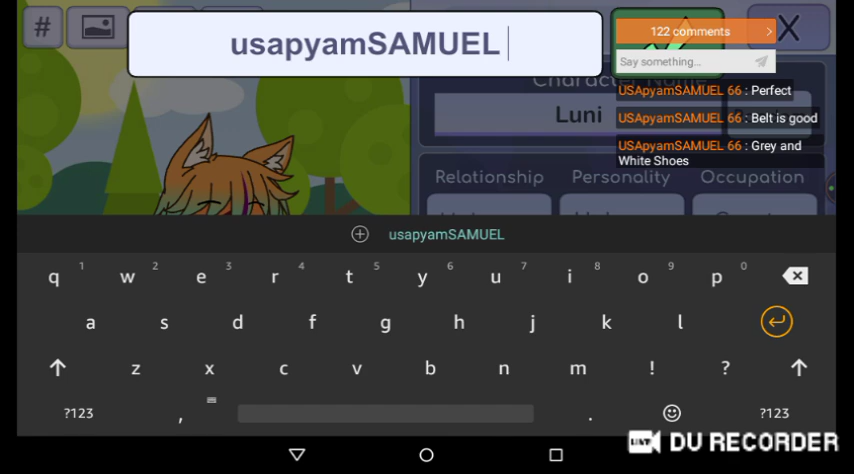 #
usapyamSAMUEL
X
122 comments >
Say something...
Character Name
Luni
USApyamSAMUEL 66 : Perfect
USApyamSAMUEL 66 : Belt is good
USApyamSAMUEL 66 : Grey and
White Shoes
Relationship Personality Occupation
usapyamSAMUEL
q 1 w 2 e 3 r 4 t 5 y 6 u 7 i 8 o 9 p 0
a s d f g h j k l
z x c v b n m ! ?
?123 , . ?123
DU RECORDER